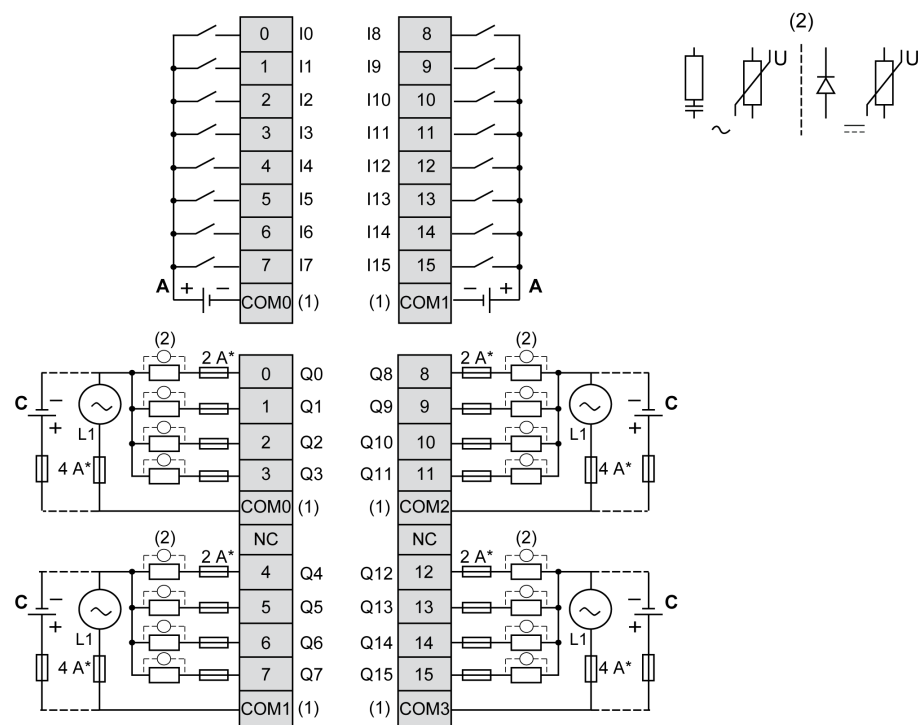 0 I0 I8 8
1 I1 I9 9
2 I2 I10 10
3 I3 I11 11
4 I4 I12 12
5 I5 I13 13
6 I6 I14 14
7 I7 I15 15
A + − COM0 (1) (1) COM1 − + A
(2)
IU IU
(2) 2 A* 0 Q0 Q8 8 2 A* (2)
C − + L1 4 A* 1 Q1 Q9 9 L1 4 A* − + C
2 Q2 Q10 10
3 Q3 Q11 11
COM0 (1) (1) COM2
NC NC
(2) 2 A* 4 Q4 Q12 12 2 A* (2)
C − + L1 4 A* 5 Q5 Q13 13 L1 4 A* − + C
6 Q6 Q14 14
7 Q7 Q15 15
COM1 (1) (1) COM3